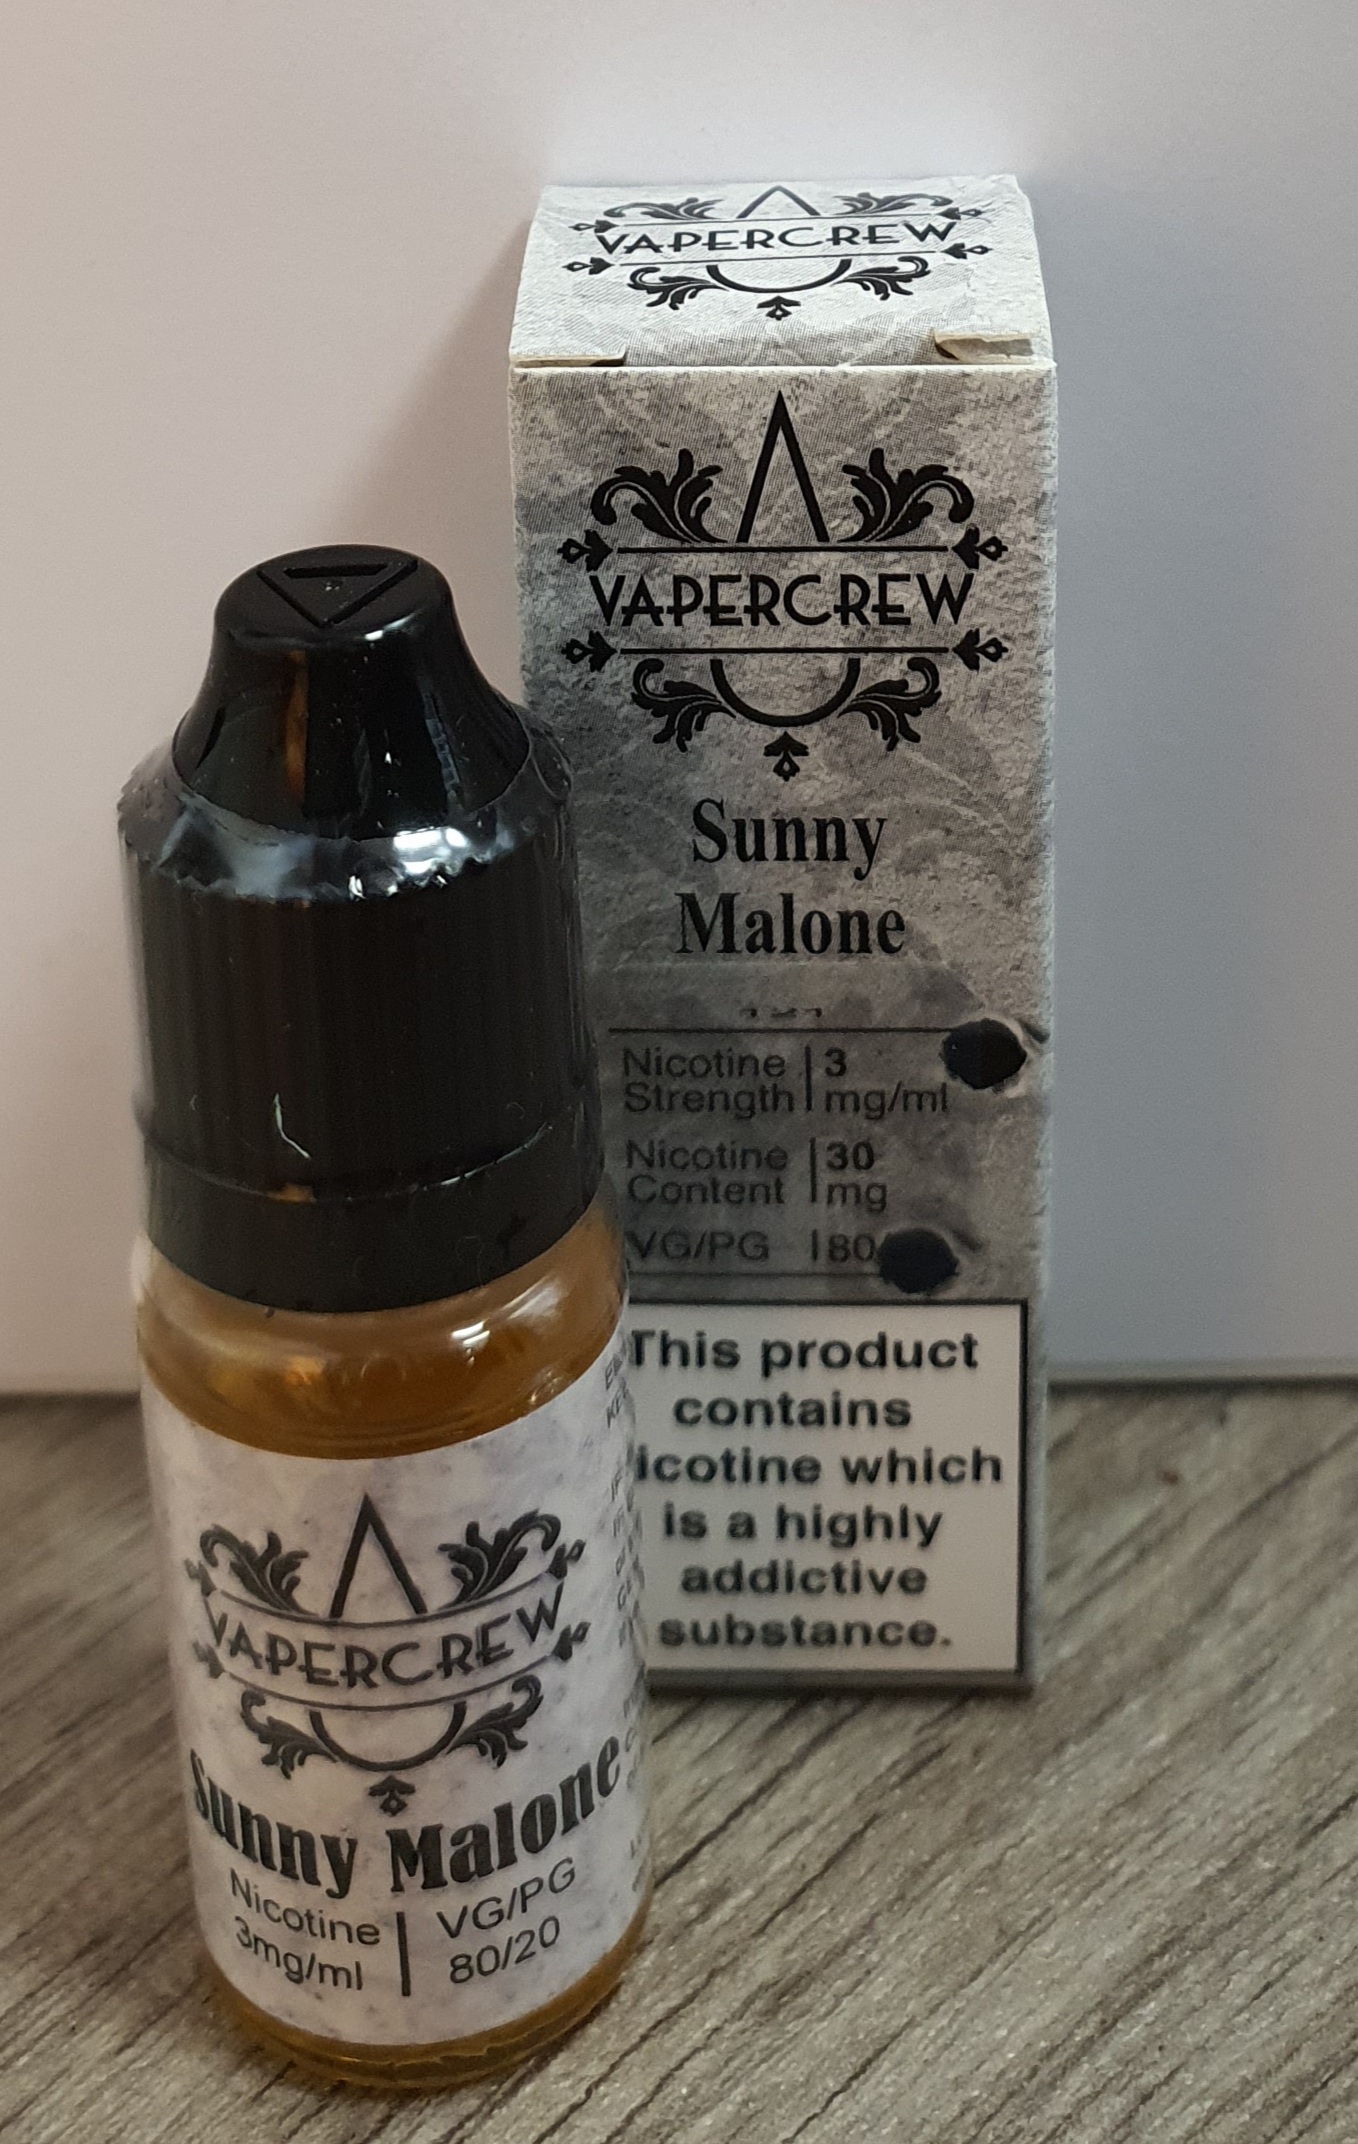 VAPERCREW
VAPERCREW
Sunny
Malone
Nicotine 3
Strength mg/ml
Nicotine 30
Content mg
VG/PG 80
This product
contains
icotine which
is a highly
addictive
substance.
VAPERCREW
Sunny Malone
Nicotine VG/PG
3mg/ml 80/20